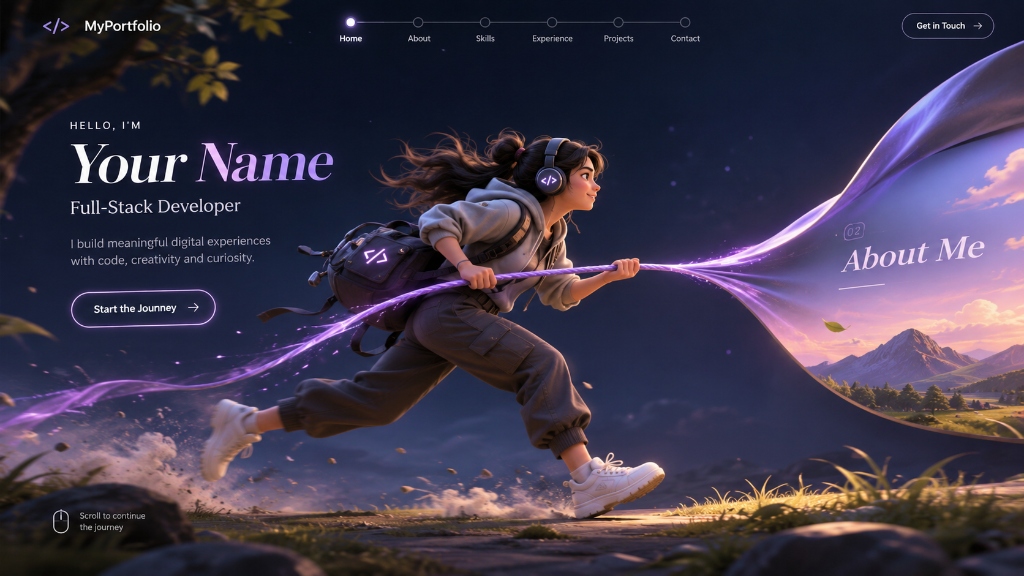 </> MyPortfolio
Home
About
Skills
Experience
Projects
Contact
Get in Touch →
HELLO, I'M
Your Name
Full-Stack Developer
I build meaningful digital experiences
with code, creativity and curiosity.
Start the Journey →
</>
</>
02
About Me
Scroll to continue
the journey